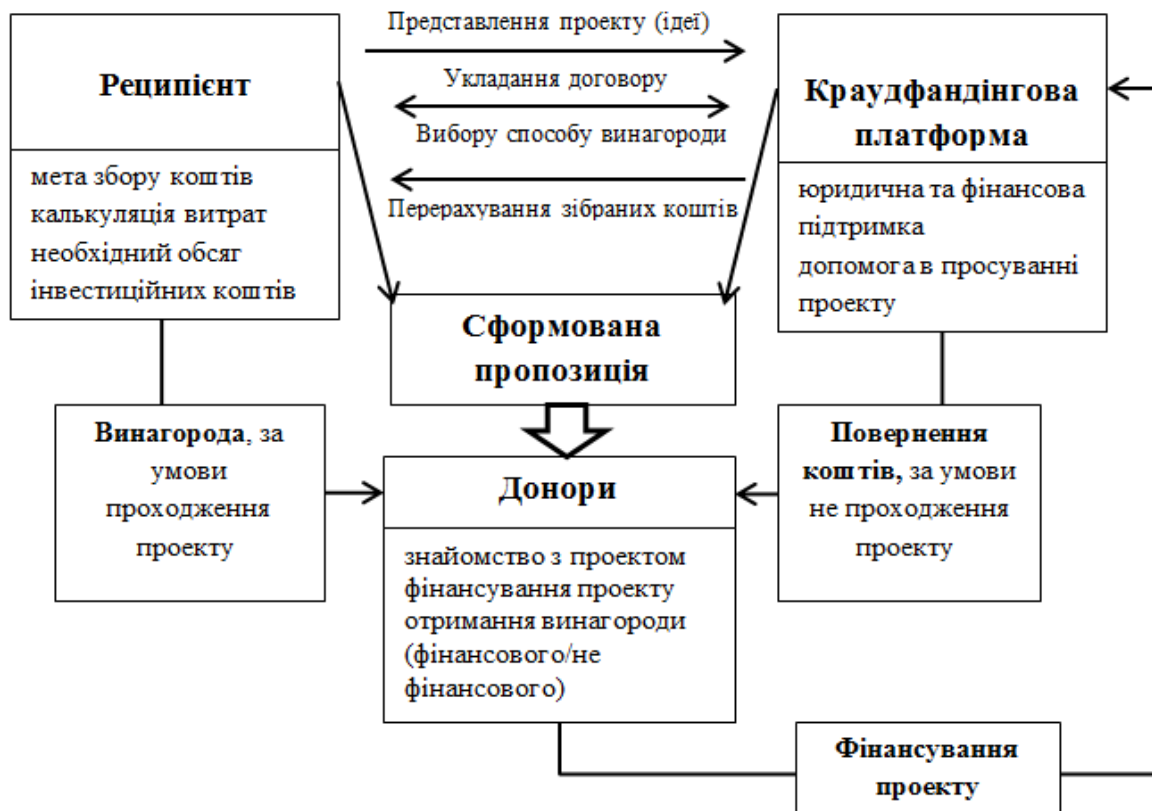 Реципієнт
мета збору коштів
калькуляція витрат
необхідний обсяг
інвестиційних коштів
Представлення проекту (ідеї)
Укладання договору
Вибору способу винагороди
Перерахування зібраних коштів
Краудфандінгова
платформа
юридична та фінансова
підтримка
допомога в просуванні
проекту
Сформована
пропозиція
Винагорода, за
умови
проходження
проекту
Донори
знайомство з проектом
фінансування проекту
отримання винагороди
(фінансового/не
фінансового)
Повернення
коштів, за умови
не проходження
проекту
Фінансування
проекту